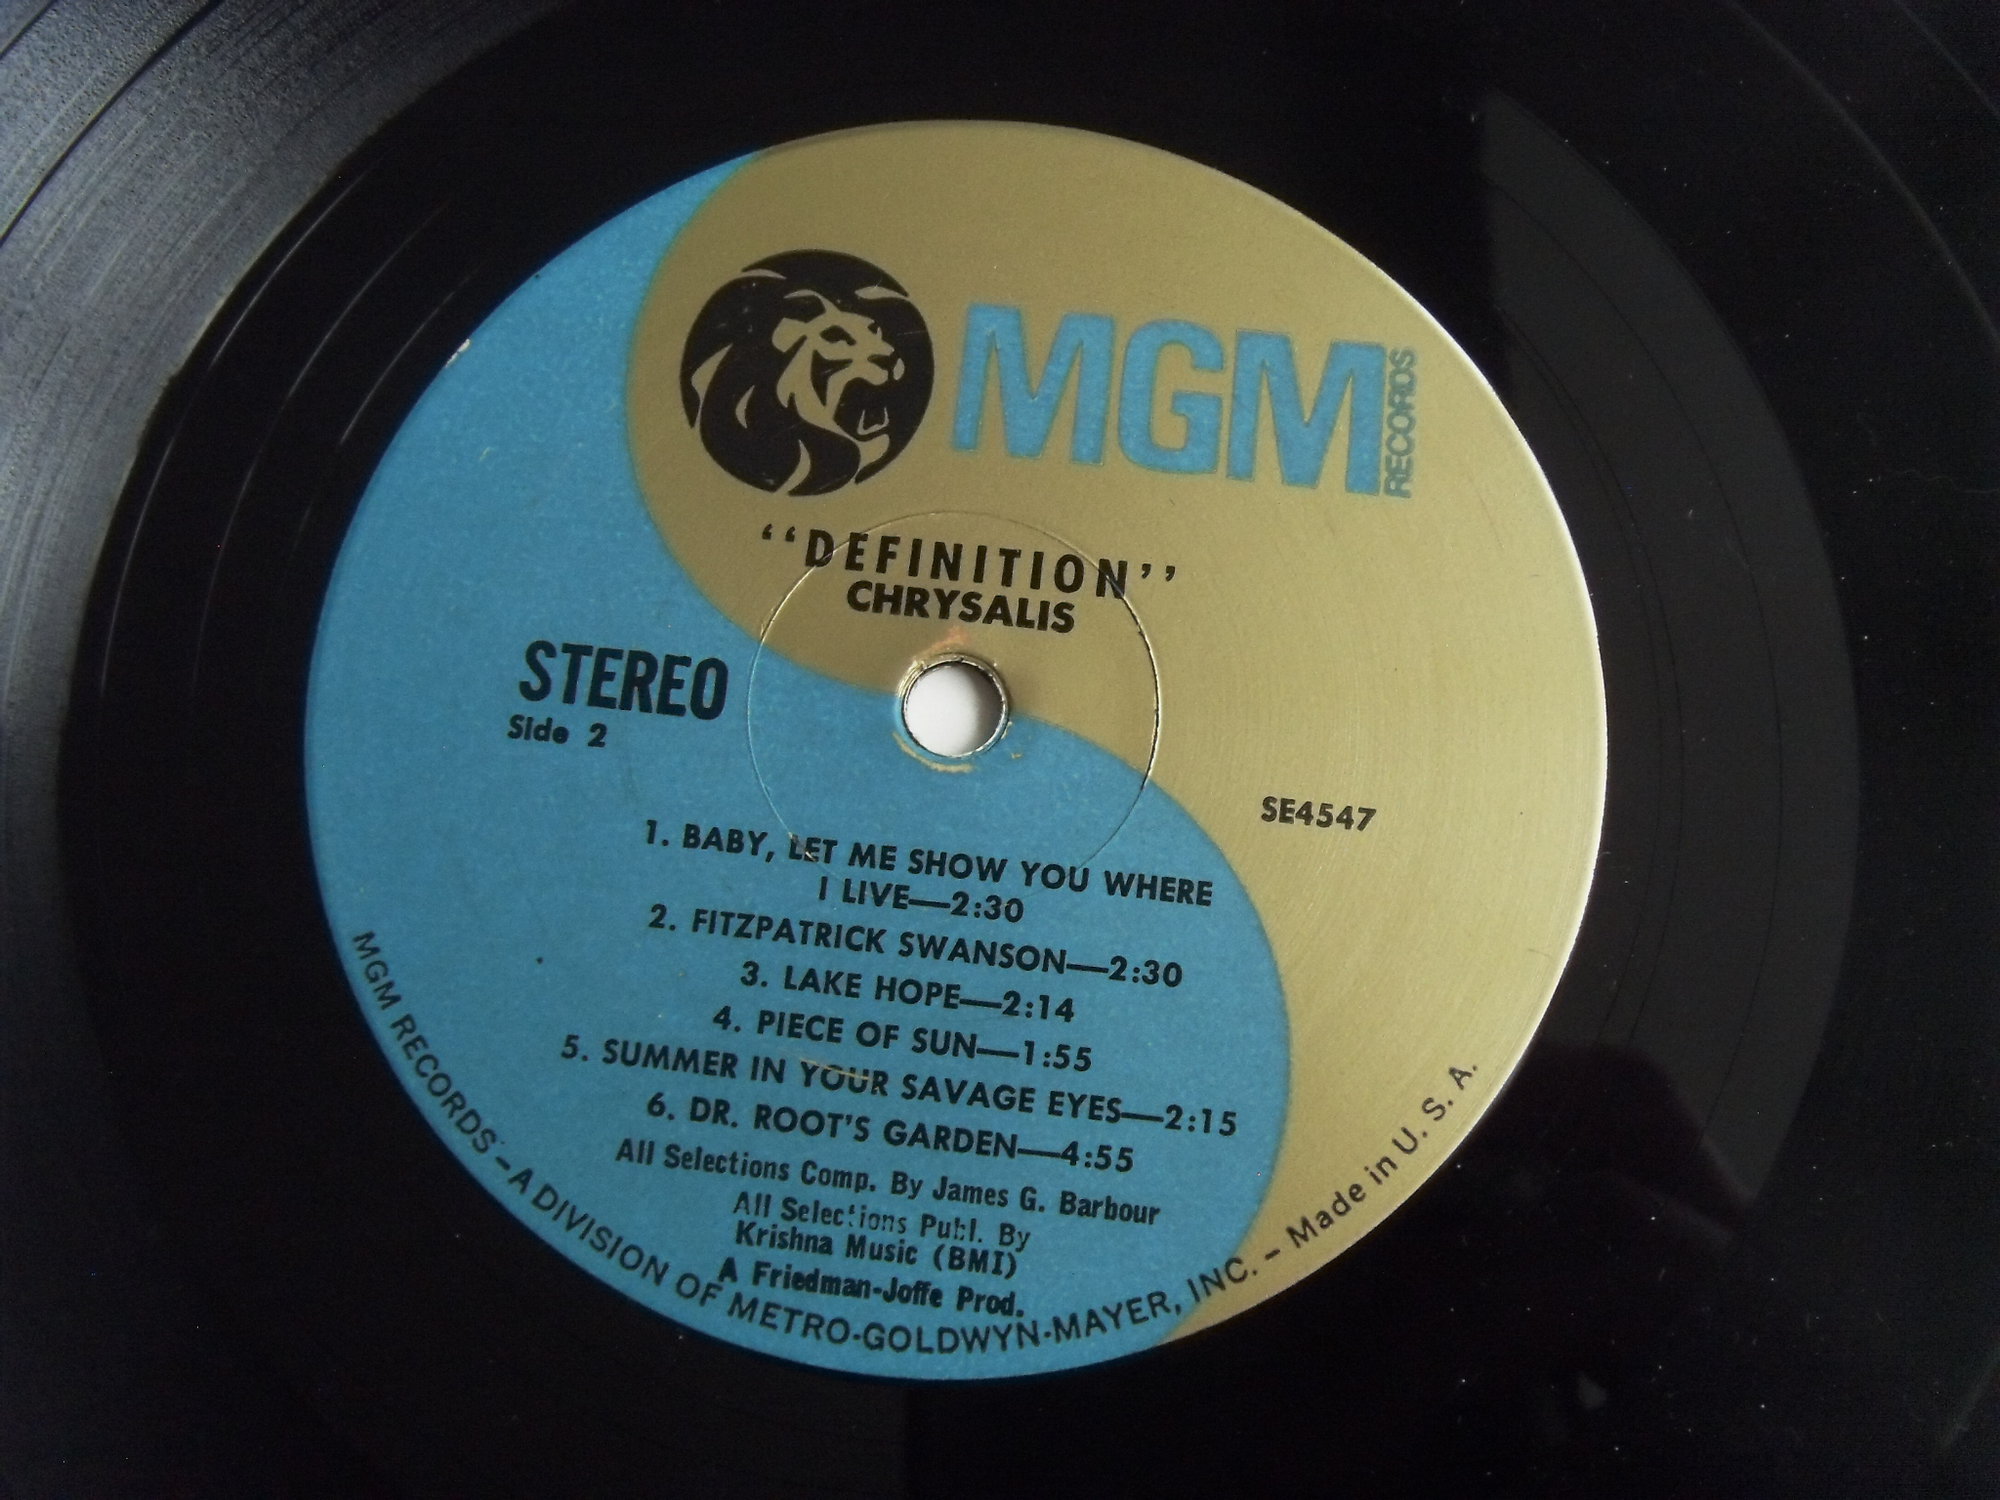 MGM RECORDS
"DEFINITION"
CHRYSALIS
STEREO
Side 2
SE4547
1. BABY, LET ME SHOW YOU WHERE
I LIVE—2:30
2. FITZPATRICK SWANSON—2:30
3. LAKE HOPE—2:14
4. PIECE OF SUN—1:55
5. SUMMER IN YOUR SAVAGE EYES—2:15
6. DR. ROOT'S GARDEN—4:55
All Selections Comp. By James G. Barbour
All Selections Publ. By
Krishna Music (BMI)
A Friedman-Joffe Prod.
MGM RECORDS - A DIVISION OF METRO-GOLDWYN-MAYER, INC. - Made in U. S. A.